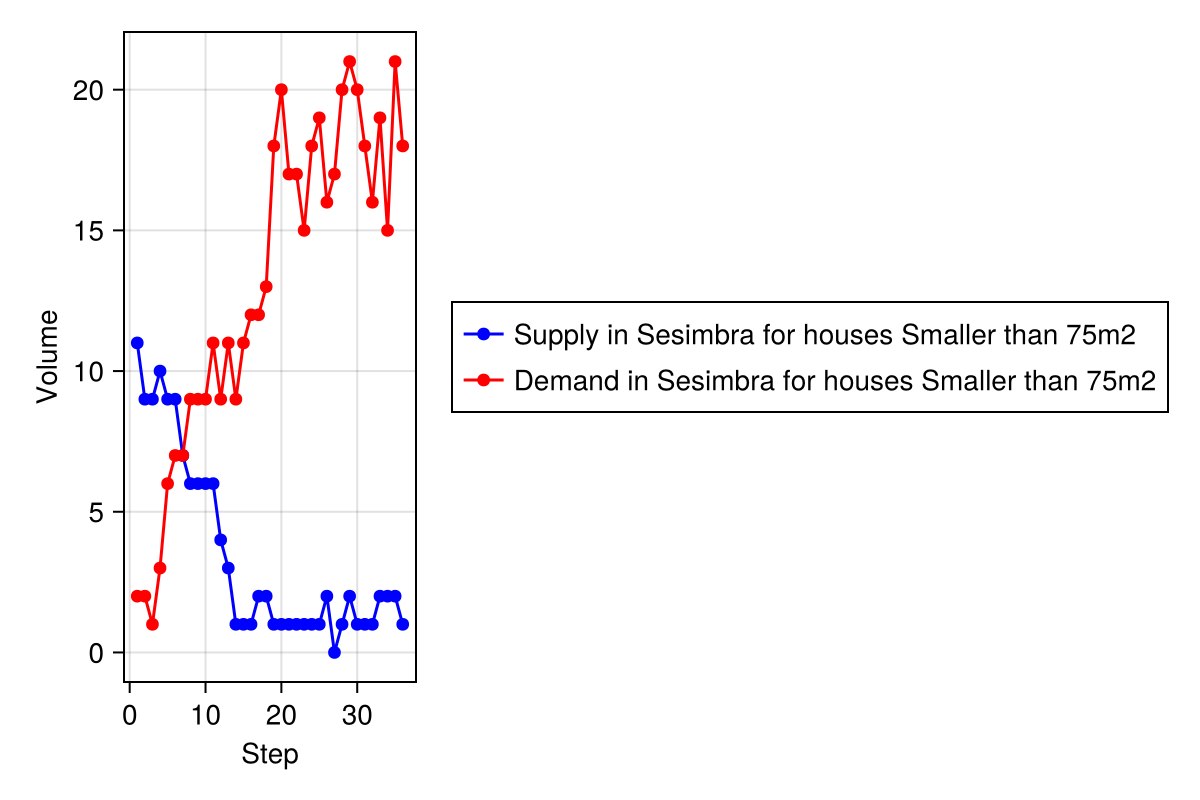 20
15
10
5
0
Volume
0 10 20 30
Step
Supply in Sesimbra for houses Smaller than 75m2
Demand in Sesimbra for houses Smaller than 75m2